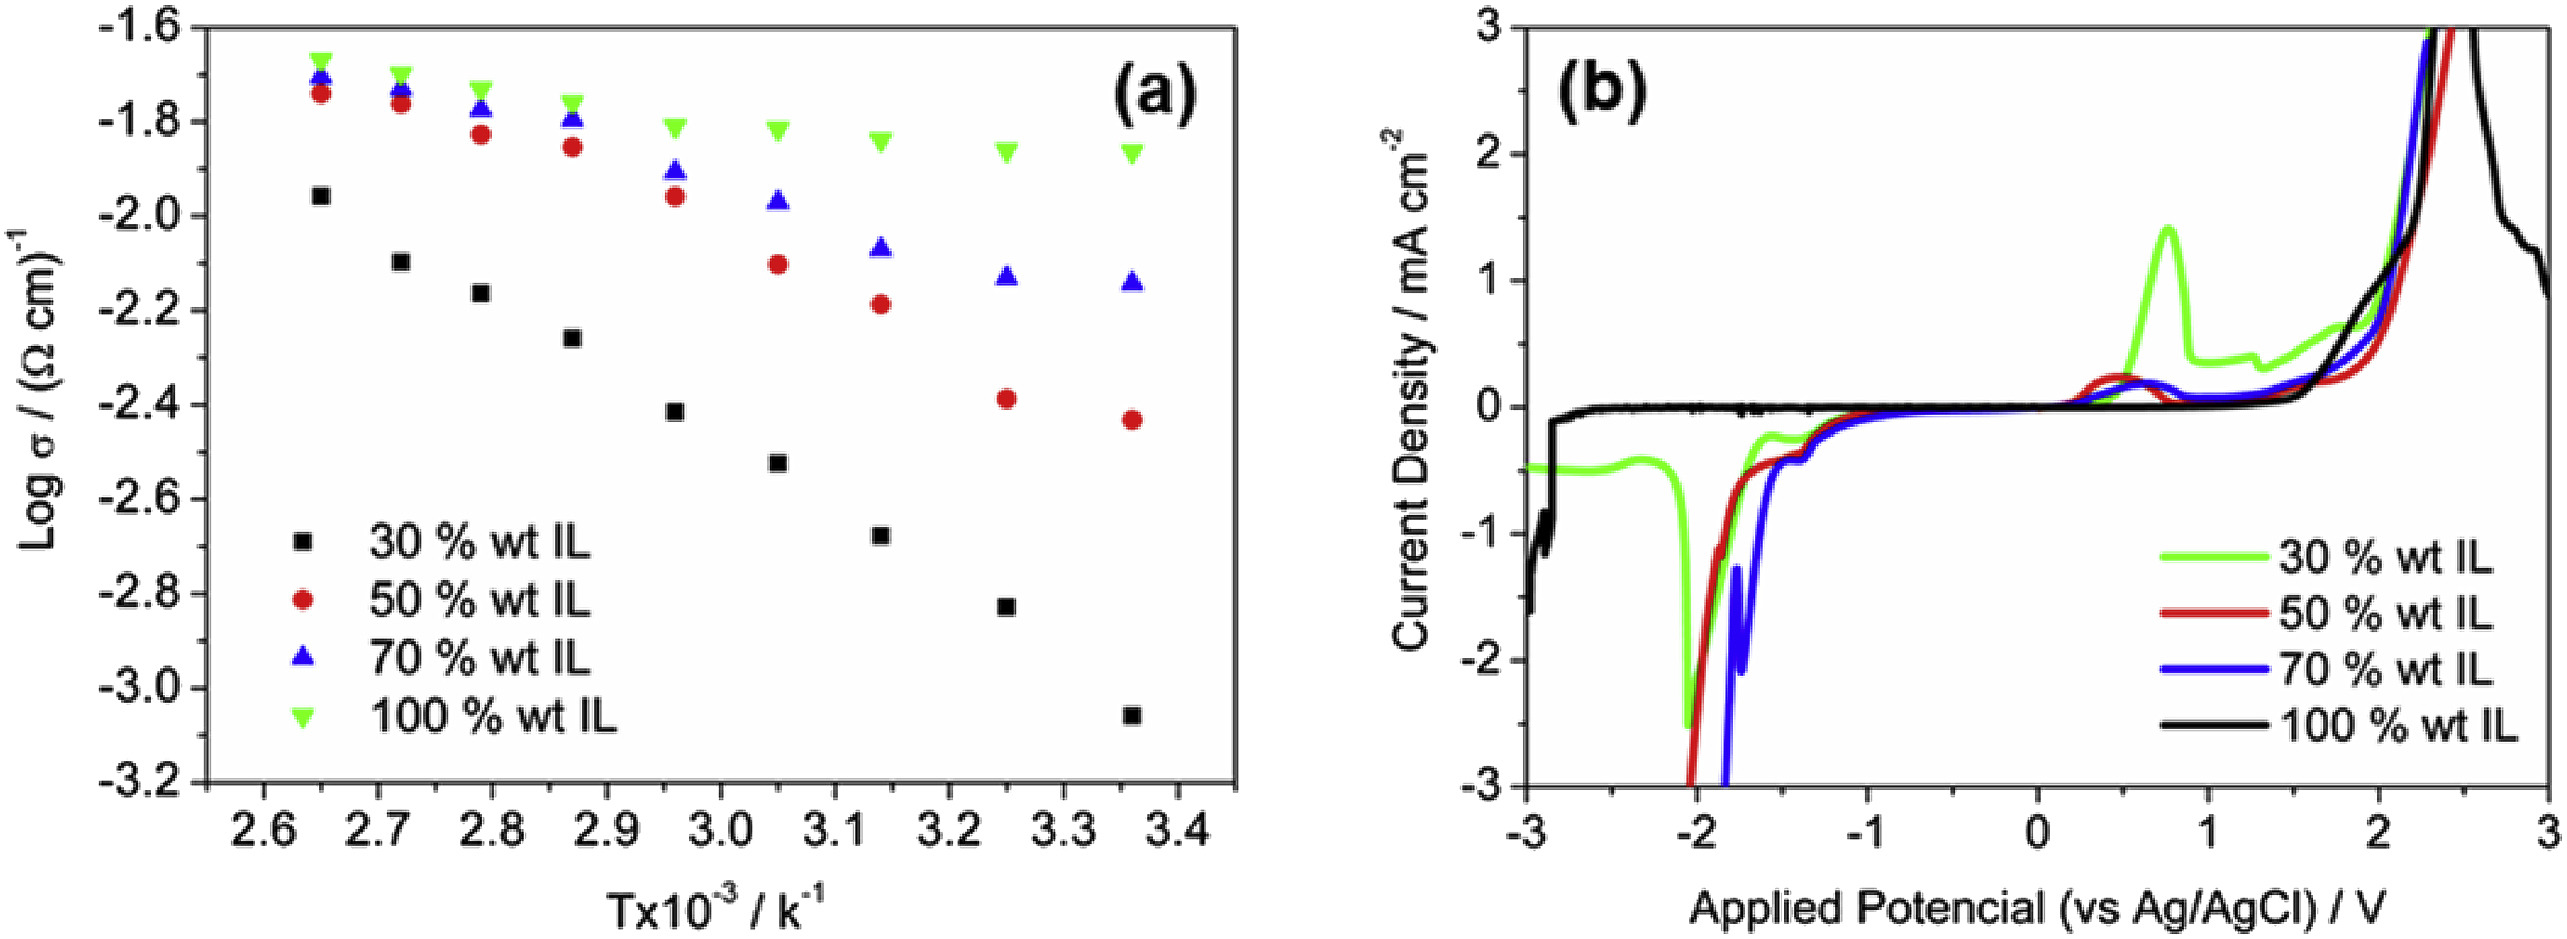 (a)
-1.6
-1.8
-2.0
-2.2
-2.4
-2.6
-2.8
-3.0
-3.2
Log σ / (Ω cm)⁻¹
30 % wt IL
50 % wt IL
70 % wt IL
100 % wt IL
2.6 2.7 2.8 2.9 3.0 3.1 3.2 3.3 3.4
Tx10⁻³ / k⁻¹
(b)
3
2
1
0
-1
-2
-3
Current Density / mA cm⁻²
30 % wt IL
50 % wt IL
70 % wt IL
100 % wt IL
-3 -2 -1 0 1 2 3
Applied Potencial (vs Ag/AgCl) / V